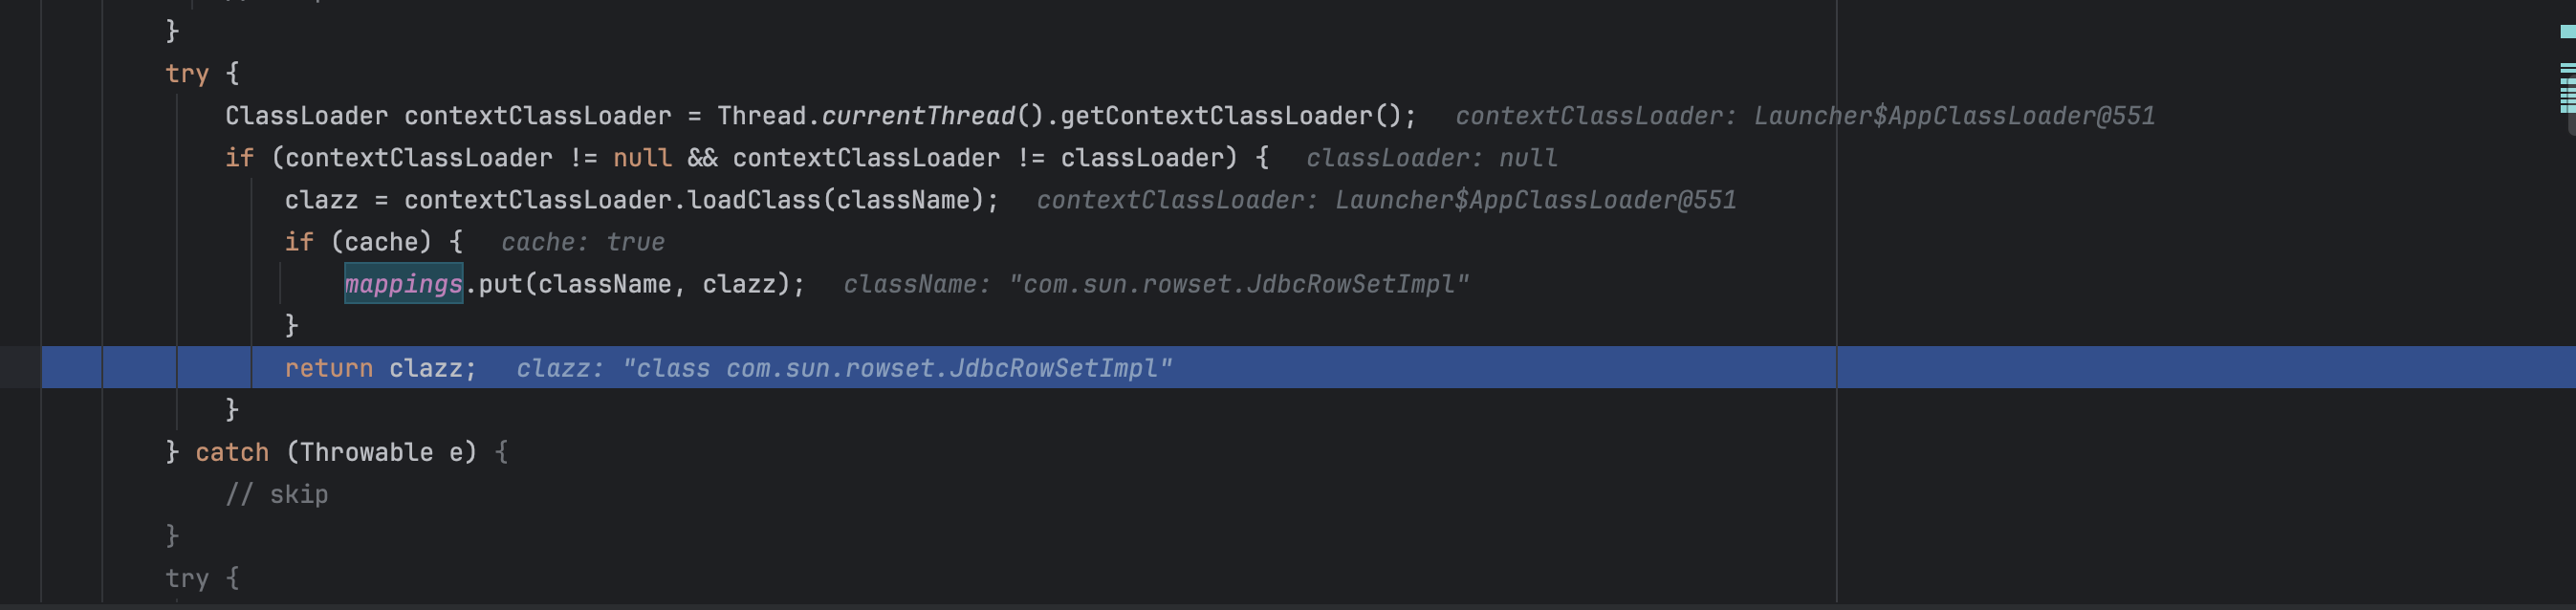 }
try {
ClassLoader contextClassLoader = Thread.currentThread().getContextClassLoader(); contextClassLoader: Launcher$AppClassLoader@551
if (contextClassLoader != null && contextClassLoader != classLoader) { classLoader: null
clazz = contextClassLoader.loadClass(className); contextClassLoader: Launcher$AppClassLoader@551
if (cache) { cache: true
mappings.put(className, clazz); className: "com.sun.rowset.JdbcRowSetImpl"
}
return clazz; clazz: "class com.sun.rowset.JdbcRowSetImpl"
}
} catch (Throwable e) {
// skip
}
try {